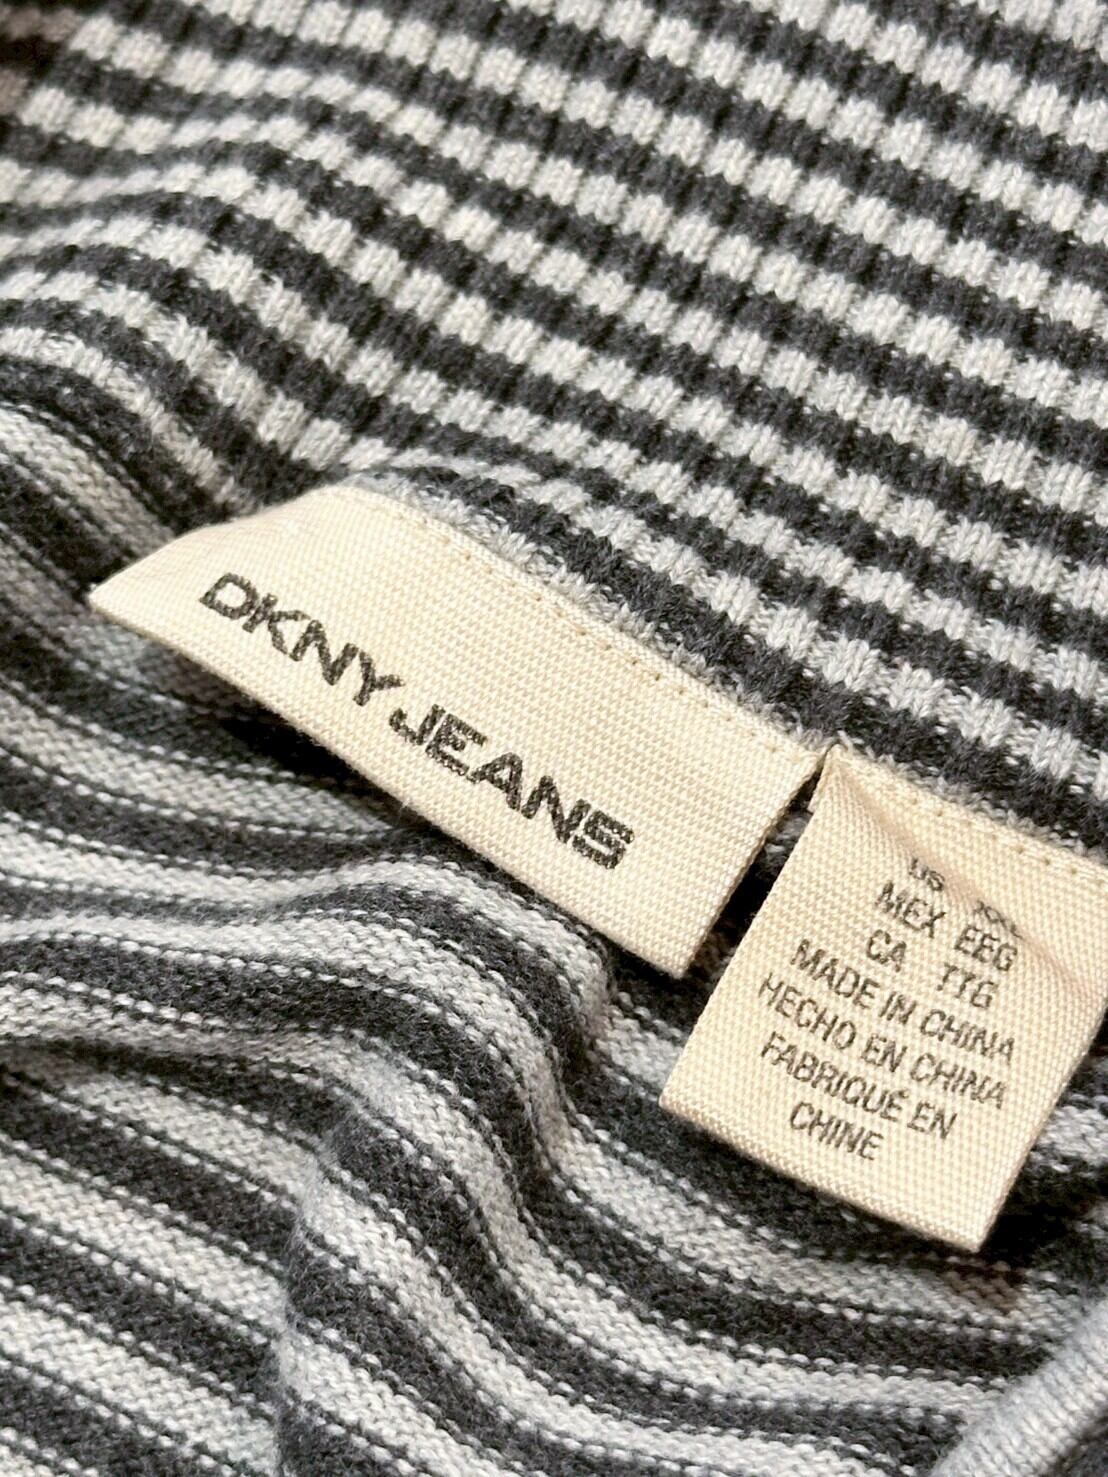 DKNY JEANS
US XXL
MEX EEG
CA TTG
MADE IN CHINA
HECHO EN CHINA
FABRIQUÉ EN
CHINE